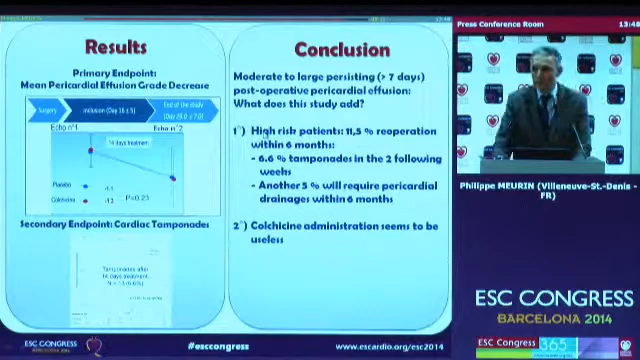 13:48
Press Conference Room
13:48
Results
Primary Endpoint:
Mean Pericardial Effusion Grade Decrease
Surgery
Inclusion (Day 16 ± 5)
End of the study
Echo n°1
Echo n°2
14 days treatment
Placebo
Colchicine
P=0.23
Secondary Endpoint: Cardiac Tamponades
Tamponades after
14 days treatment
Conclusion
Moderate to large persisting (> 7 days)
post-operative pericardial effusion:
What does this study add?
1°) High risk patients: 11,5 % reoperation
within 6 months:
- 6.6% tamponades in the 2 following
weeks
- Another 5 % will require pericardial
drainages within 6 months
2°) Colchicine administration seems to be
useless
Philippe MEURIN (Villeneuve-St.-Denis -
FR)
ESC CONGRESS
BARCELONA 2014
ESC Congress
365
#esccongress
www.escardio.org/esc2014